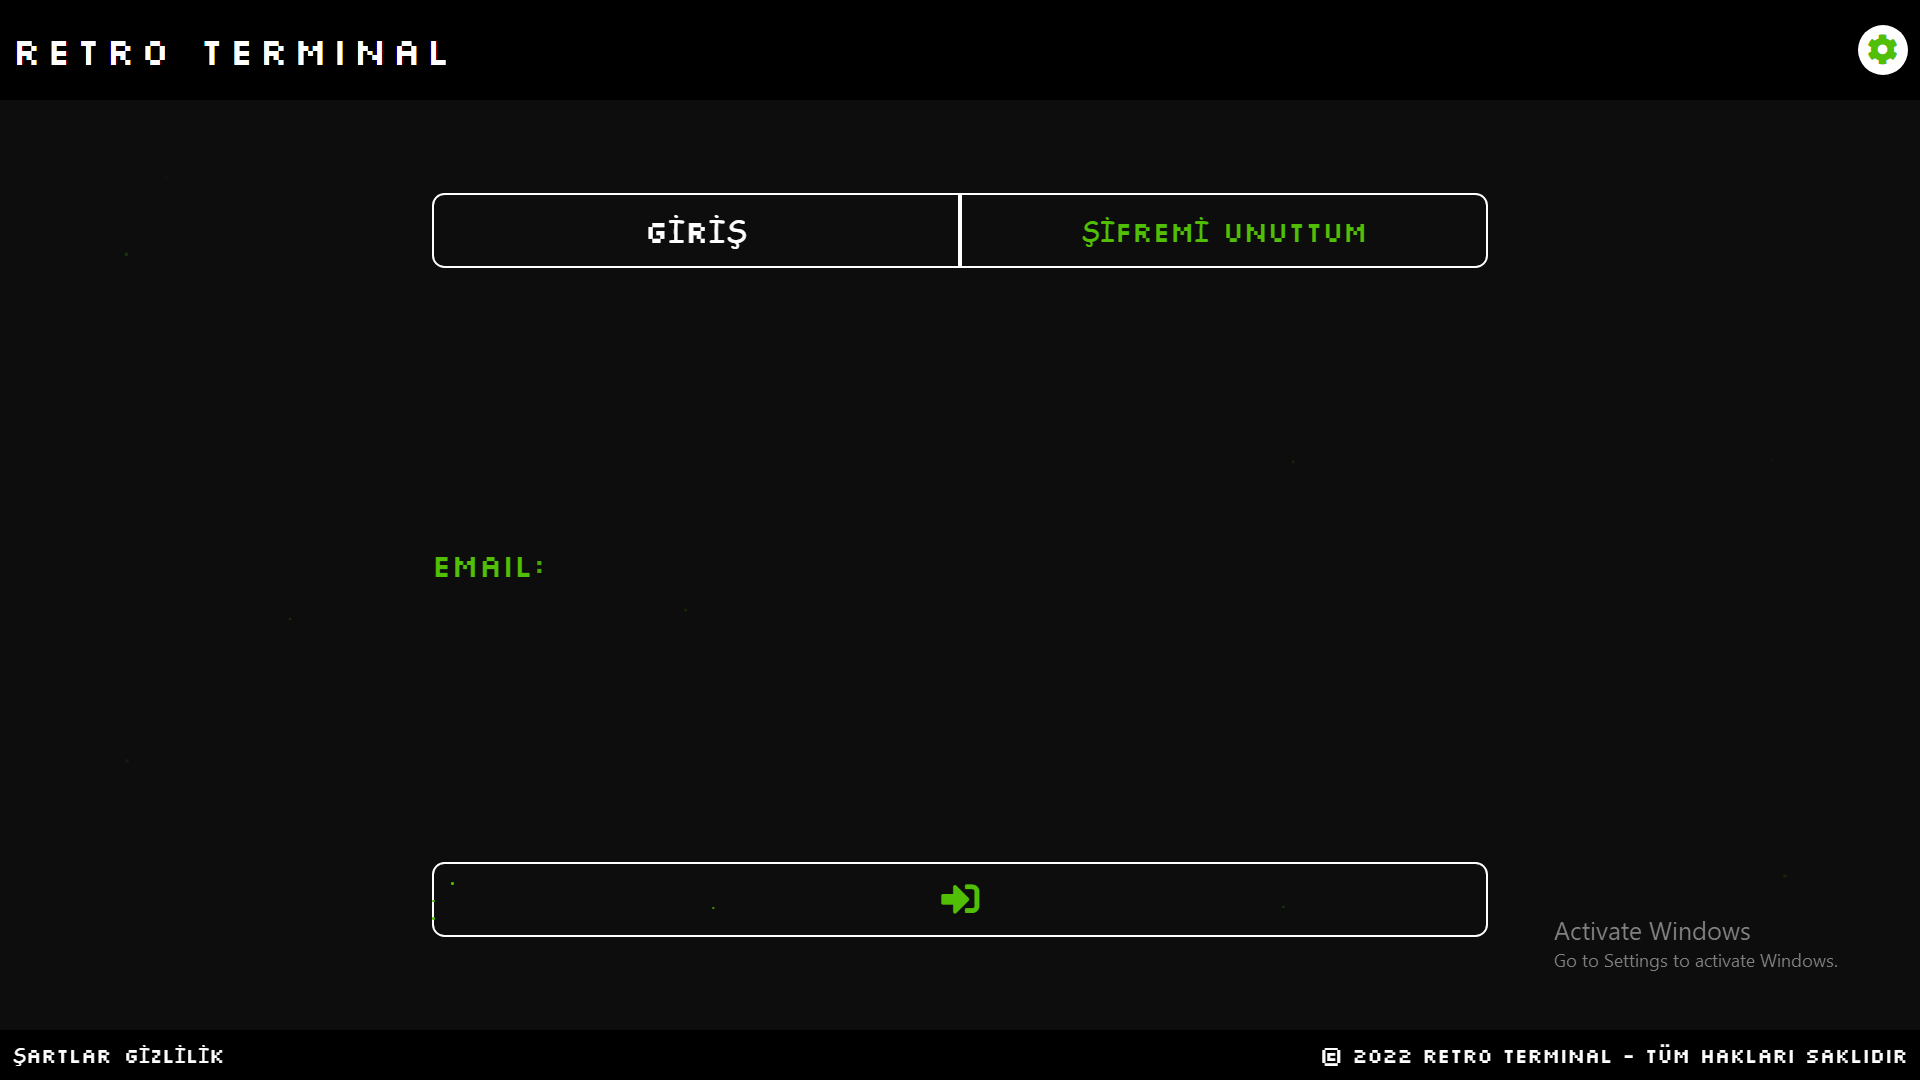 RETRO TERMINAL
GİRİŞ
ŞİFREMİ UNUTTUM
EMAIL:
Activate Windows
Go to Settings to activate Windows.
ŞARTLAR GİZLİLİK
© 2022 RETRO TERMINAL - TÜM HAKLARI SAKLIDIR